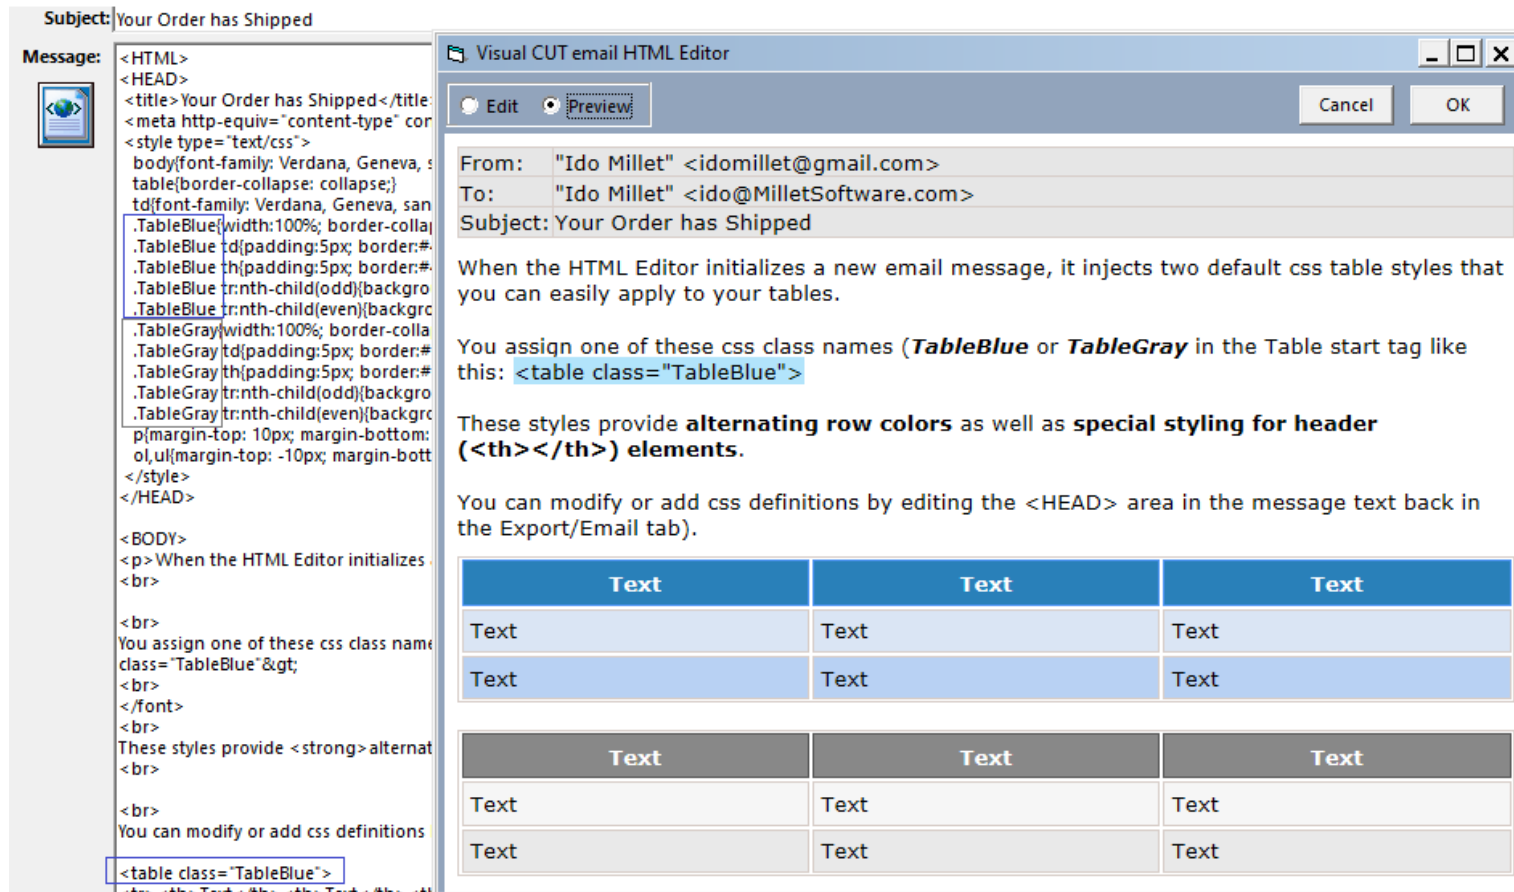 Subject: Your Order has Shipped
Message:
<HTML>
<HEAD>
<title>Your Order has Shipped</title
<meta http-equiv="content-type" con
<style type="text/css">
body{font-family: Verdana, Geneva, s
table{border-collapse: collapse;}
td{font-family: Verdana, Geneva, san
.TableBlue{width:100%; border-collap
.TableBlue td{padding:5px; border:#4
.TableBlue th{padding:5px; border:#4
.TableBlue tr:nth-child(odd){backgro
.TableBlue tr:nth-child(even){backgro
.TableGray{width:100%; border-colla
.TableGray td{padding:5px; border:#
.TableGray th{padding:5px; border:#
.TableGray tr:nth-child(odd){backgro
.TableGray tr:nth-child(even){backgro
p{margin-top: 10px; margin-bottom:
ol,ul{margin-top: -10px; margin-bott
</style>
</HEAD>
<BODY>
<p>When the HTML Editor initializes
<br>
<br>
You assign one of these css class name
class="TableBlue"&gt;
<br>
</font>
<br>
These styles provide <strong>alternat
<br>
<br>
You can modify or add css definitions
<table class="TableBlue">
Visual CUT email HTML Editor
Edit Preview Cancel OK
From: "Ido Millet" <idomillet@gmail.com>
To: "Ido Millet" <ido@MilletSoftware.com>
Subject: Your Order has Shipped
When the HTML Editor initializes a new email message, it injects two default css table styles that
you can easily apply to your tables.
You assign one of these css class names (TableBlue or TableGray in the Table start tag like
this: <table class="TableBlue">
These styles provide alternating row colors as well as special styling for header
(<th></th>) elements.
You can modify or add css definitions by editing the <HEAD> area in the message text back in
the Export/Email tab).
Text Text Text
Text Text Text
Text Text Text
Text Text Text
Text Text Text
Text Text Text